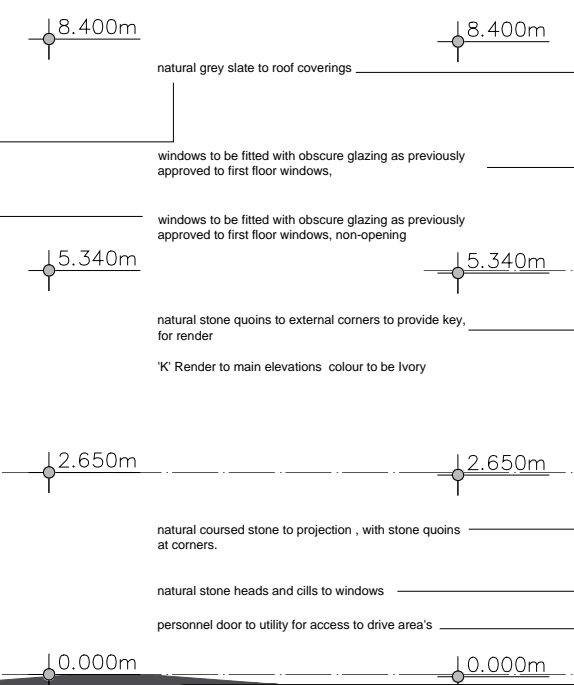 8.400m
8.400m
natural grey slate to roof coverings
windows to be fitted with obscure glazing as previously
approved to first floor windows,
windows to be fitted with obscure glazing as previously
approved to first floor windows, non-opening
5.340m
5.340m
natural stone quoins to external corners to provide key,
for render
'K' Render to main elevations  colour to be Ivory
2.650m
2.650m
natural coursed stone to projection , with stone quoins
at corners.
natural stone heads and cills to windows
personnel door to utility for access to drive area's
0.000m
0.000m